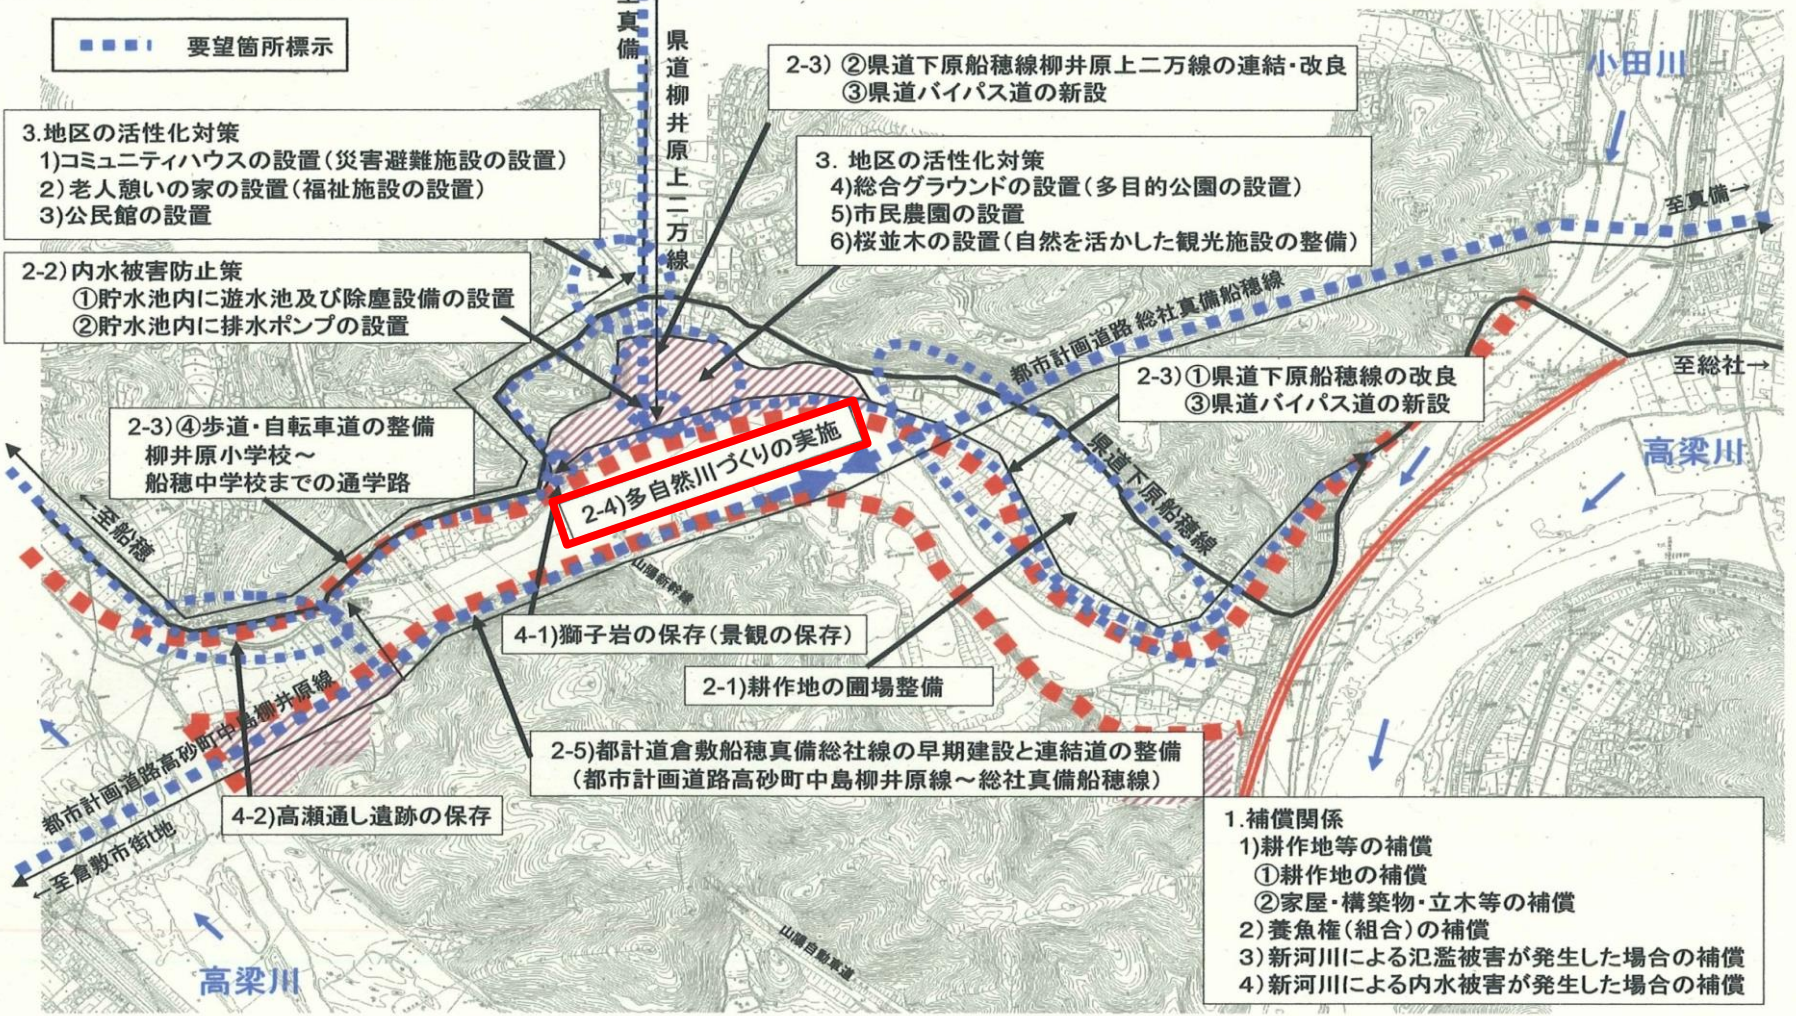 要望箇所標示
至真備
県道柳井原上二万線
2-3) ②県道下原船穂線柳井原上二万線の連結・改良
③県道バイパス道の新設
小田川
3.地区の活性化対策
1)コミュニティハウスの設置(災害避難施設の設置)
2)老人憩いの家の設置(福祉施設の設置)
3)公民館の設置
3. 地区の活性化対策
4)総合グラウンドの設置(多目的公園の設置)
5)市民農園の設置
6)桜並木の設置(自然を活かした観光施設の整備)
至真備→
2-2)内水被害防止策
①貯水池内に遊水池及び除塵設備の設置
②貯水池内に排水ポンプの設置
都市計画道路 総社真備船穂線
至総社→
2-3)①県道下原船穂線の改良
③県道バイパス道の新設
2-3)④歩道・自転車道の整備
柳井原小学校～
船穂中学校までの通学路
2-4)多自然川づくりの実施
県道下原船穂線
高梁川
←至船穂
山陽新幹線
4-1)獅子岩の保存(景観の保存)
2-1)耕作地の圃場整備
都市計画道路高砂町中島柳井原線
2-5)都計道倉敷船穂真備総社線の早期建設と連結道の整備
(都市計画道路高砂町中島柳井原線～総社真備船穂線)
4-2)高瀬通し遺跡の保存
←至倉敷市街t地
1.補償関係
1)耕作地等の補償
①耕作地の補償
②家屋・構築物・立木等の補償
2)養魚権(組合)の補償
3)新河川による氾濫被害が発生した場合の補償
4)新河川による内水被害が発生した場合の補償
山陽自動車道
高梁川